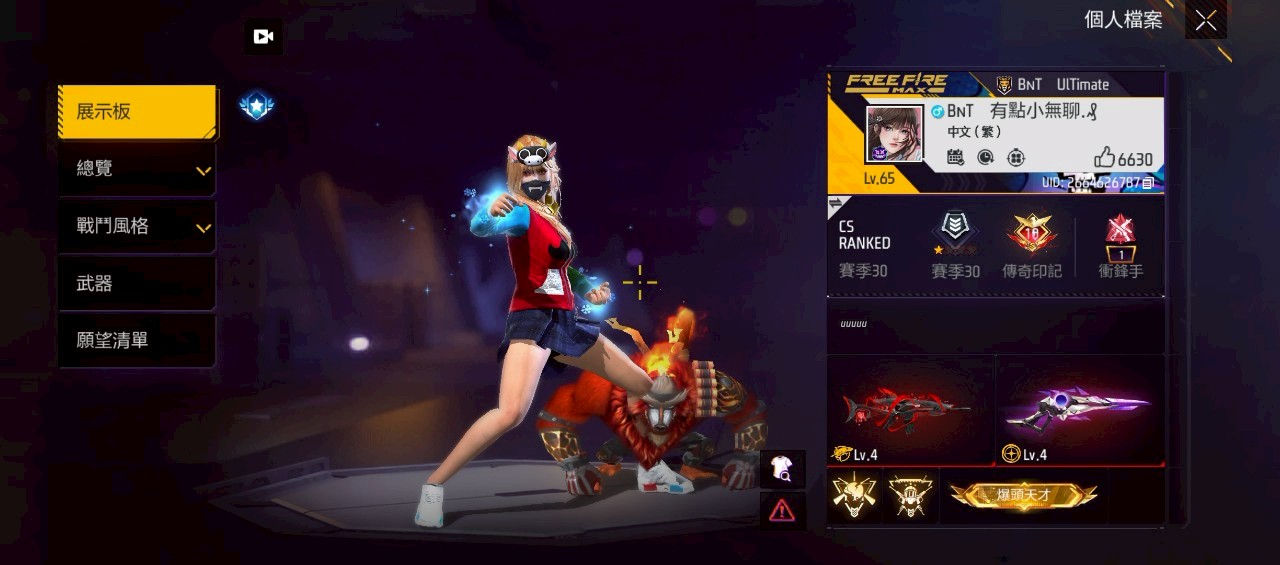 個人檔案
展示板
總覽
戰鬥風格
武器
願望清單
FREE FIRE
MAX
BNT UlTimate
BNT 有點小無聊.
中文(繁)
6630
Lv.65
UID: 2664626787
CS
RANKED
賽季30
賽季30
18
傳奇印記
1
衝鋒手
uuuuu
Lv.4
Lv.4
爆頭天才